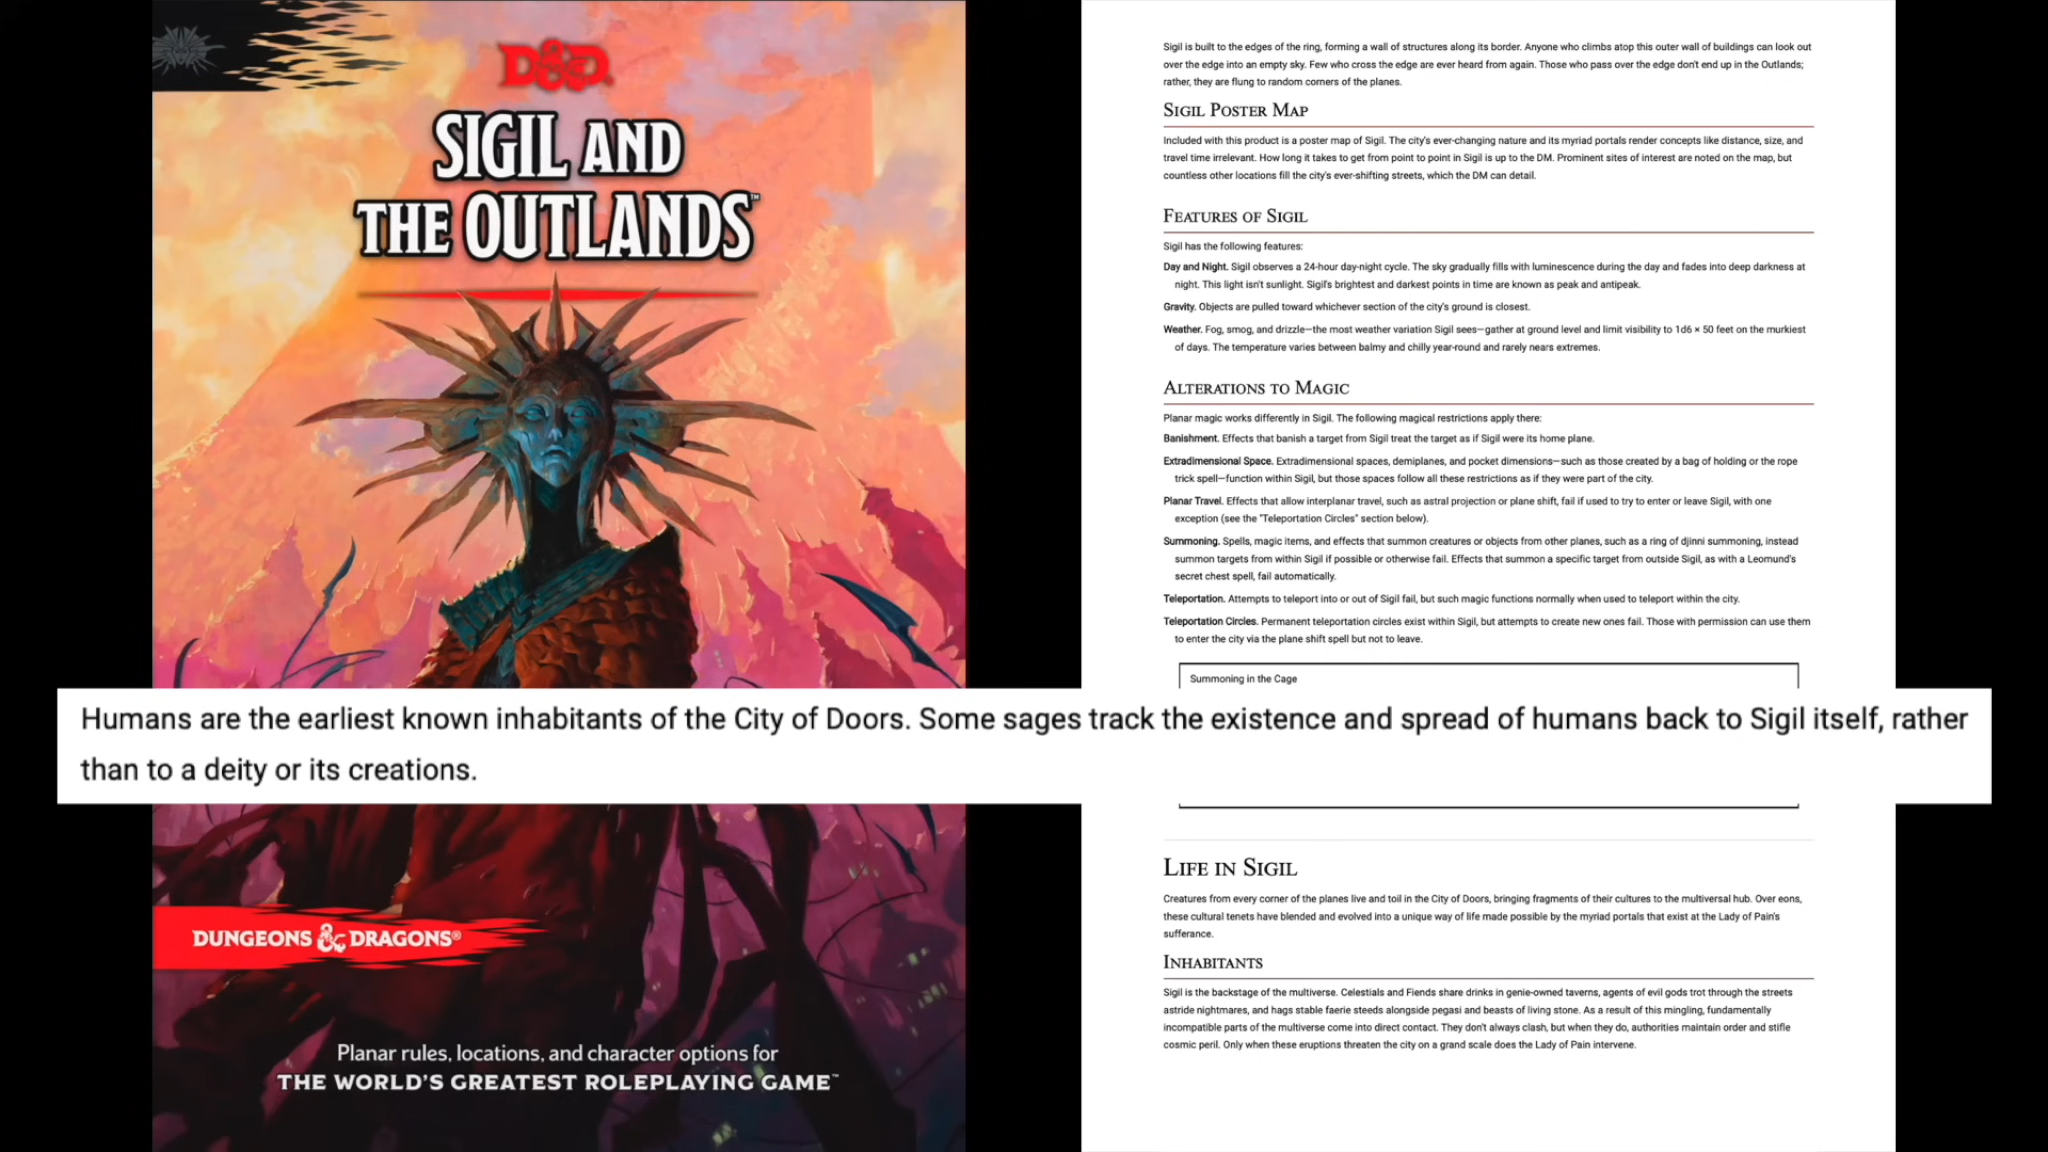 D&D
SIGIL AND
THE OUTLANDS™
DUNGEONS & DRAGONS®
Planar rules, locations, and character options for
THE WORLD'S GREATEST ROLEPLAYING GAME™
Sigil is built to the edges of the ring, forming a wall of structures along its border. Anyone who climbs atop this outer wall of buildings can look out
over the edge into an empty sky. Few who cross the edge are ever heard from again. Those who pass over the edge don't end up in the Outlands;
rather, they are flung to random corners of the planes.
SIGIL POSTER MAP
Included with this product is a poster map of Sigil. The city's ever-changing nature and its myriad portals render concepts like distance, size, and
travel time irrelevant. How long it takes to get from point to point in Sigil is up to the DM. Prominent sites of interest are noted on the map, but
countless other locations fill the city's ever-shifting streets, which the DM can detail.
FEATURES OF SIGIL
Sigil has the following features:
Day and Night. Sigil observes a 24-hour day-night cycle. The sky gradually fills with luminescence during the day and fades into deep darkness at
night. This light isn't sunlight. Sigil's brightest and darkest points in time are known as peak and antipeak.
Gravity. Objects are pulled toward whichever section of the city's ground is closest.
Weather. Fog, smog, and drizzle—the most weather variation Sigil sees—gather at ground level and limit visibility to 1d6 × 50 feet on the murkiest
of days. The temperature varies between balmy and chilly year-round and rarely nears extremes.
ALTERATIONS TO MAGIC
Planar magic works differently in Sigil. The following magical restrictions apply there:
Banishment. Effects that banish a target from Sigil treat the target as if Sigil were its home plane.
Extradimensional Space. Extradimensional spaces, demiplanes, and pocket dimensions—such as those created by a bag of holding or the rope
trick spell—function within Sigil, but those spaces follow all these restrictions as if they were part of the city.
Planar Travel. Effects that allow interplanar travel, such as astral projection or plane shift, fail if used to try to enter or leave Sigil, with one
exception (see the "Teleportation Circles" section below).
Summoning. Spells, magic items, and effects that summon creatures or objects from other planes, such as a ring of djinni summoning, instead
summon targets from within Sigil if possible or otherwise fail. Effects that summon a specific target from outside Sigil, as with a Leomund's
secret chest spell, fail automatically.
Teleportation. Attempts to teleport into or out of Sigil fail, but such magic functions normally when used to teleport within the city.
Teleportation Circles. Permanent teleportation circles exist within Sigil, but attempts to create new ones fail. Those with permission can use them
to enter the city via the plane shift spell but not to leave.
Summoning in the Cage
Humans are the earliest known inhabitants of the City of Doors. Some sages track the existence and spread of humans back to Sigil itself, rather
than to a deity or its creations.
LIFE IN SIGIL
Creatures from every corner of the planes live and toil in the City of Doors, bringing fragments of their cultures to the multiversal hub. Over eons,
these cultural tenets have blended and evolved into a unique way of life made possible by the myriad portals that exist at the Lady of Pain's
sufferance.
INHABITANTS
Sigil is the backstage of the multiverse. Celestials and Fiends share drinks in genie-owned taverns, agents of evil gods trot through the streets
astride nightmares, and hags stable faerie steeds alongside pegasi and beasts of living stone. As a result of this mingling, fundamentally
incompatible parts of the multiverse come into direct contact. They don't always clash, but when they do, authorities maintain order and stifle
cosmic peril. Only when these eruptions threaten the city on a grand scale does the Lady of Pain intervene.